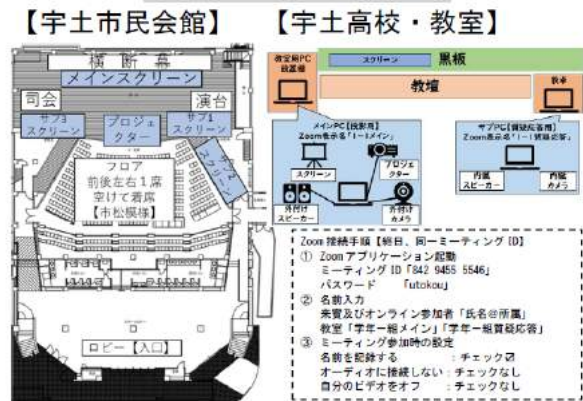 【宇土市民会館】
【宇土高校・教室】
横断幕
メインスクリーン
司会
演台
サブ3
スクリーン
プロジェ
クター
サブ1
スクリーン
サブ2
スクリーン
フロア
前後左右1席
空けて着席
【市松模様】
ロビー【入口】
教室用PC
設置機
スクリーン
黒板
教壇
教卓
メインPC【投影用】
Zoom表示名「1-1メイン」
スクリーン
プロジェ
クター
外付け
スピーカー
外付け
カメラ
サブPC【質疑応答用】
Zoom表示名「1-1質疑応答」
内蔵
スピーカー
内蔵
カメラ
Zoom接続手順【終日、同一ミーティングID】
① Zoomアプリケーション起動
ミーティングID「842 9455 5546」
パスワード 「utokou」
② 名前入力
来賓及びオンライン参加者「氏名@所属」
教室「学年ー組メイン」「学年ー組質疑応答」
③ ミーティング参加時の設定
名前を記録する :チェック☑
オーディオに接続しない:チェックなし
自分のビデオをオフ :チェックなし